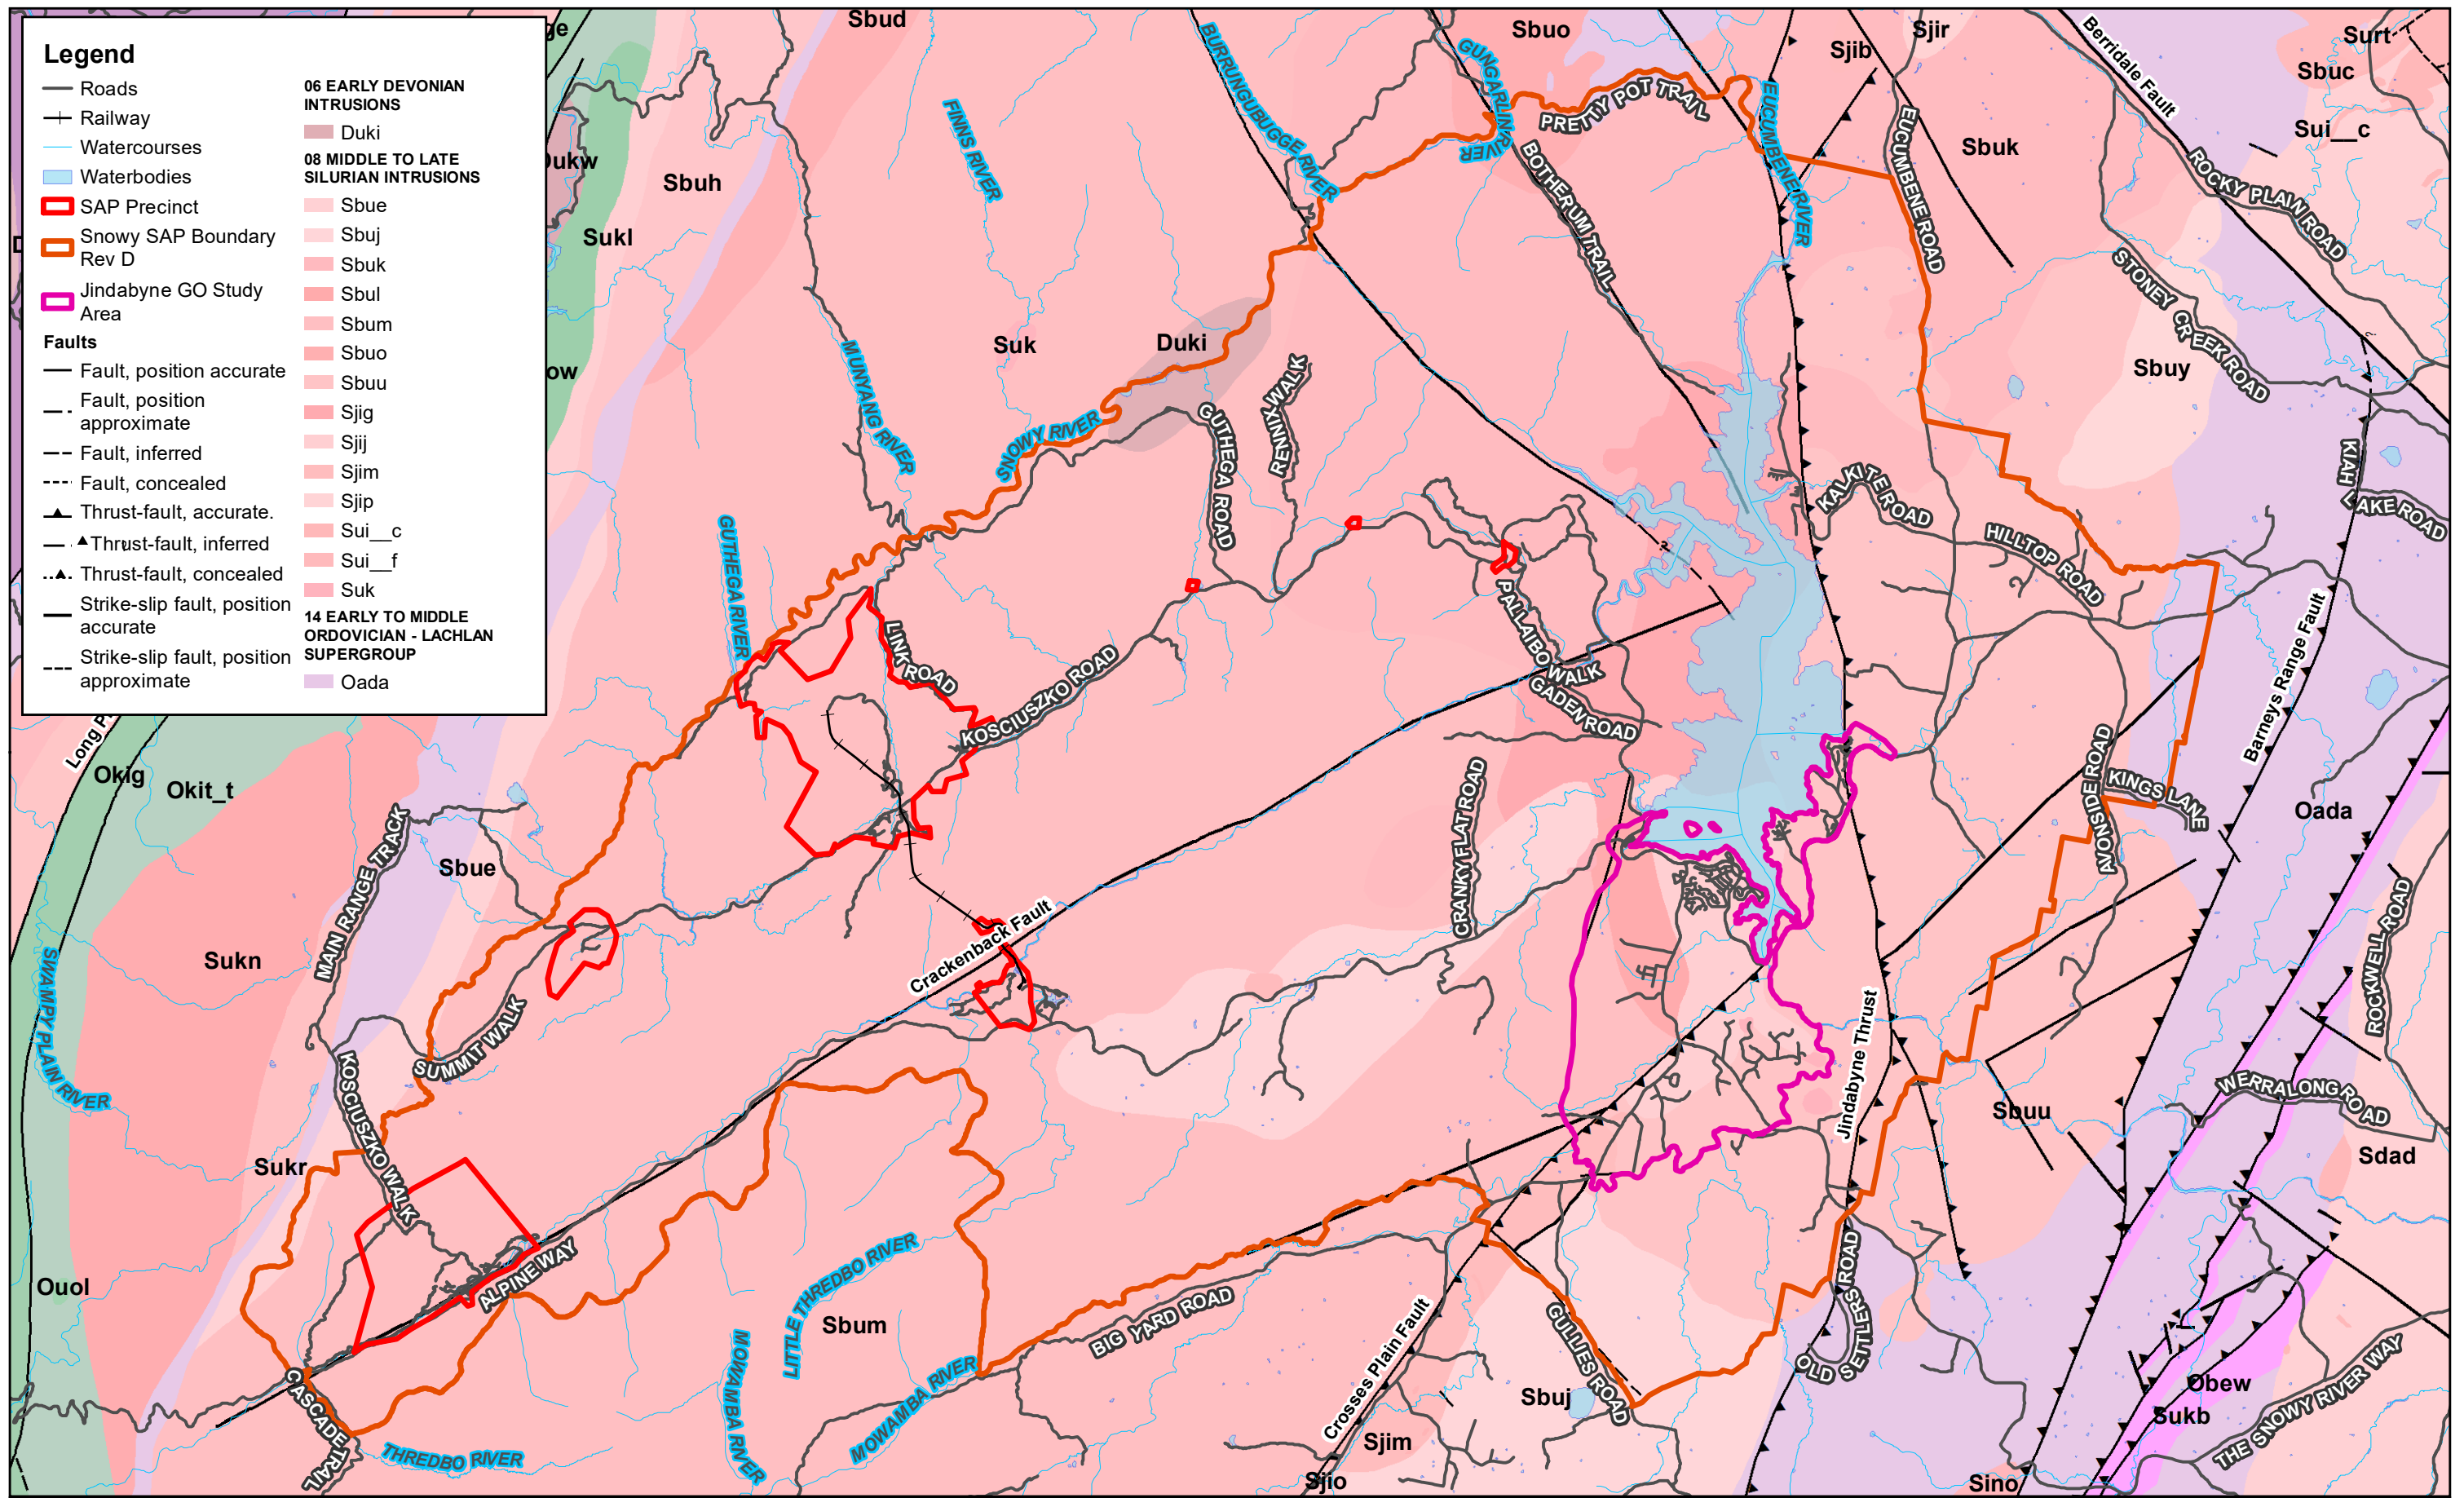 Legend
Roads
Railway
Watercourses
Waterbodies
SAP Precinct
Snowy SAP Boundary
Rev D
Jindabyne GO Study
Area
Faults
Fault, position accurate
Fault, position
approximate
Fault, inferred
Fault, concealed
Thrust-fault, accurate.
Thrust-fault, inferred
Thrust-fault, concealed
Strike-slip fault, position
accurate
Strike-slip fault, position
approximate
06 EARLY DEVONIAN
INTRUSIONS
Duki
08 MIDDLE TO LATE
SILURIAN INTRUSIONS
Sbue
Sbuj
Sbuk
Sbul
Sbum
Sbuo
Sbuu
Sjig
Sjij
Sjim
Sjip
Sui__c
Sui__f
Suk
14 EARLY TO MIDDLE
ORDOVICIAN - LACHLAN
SUPERGROUP
Oada
Sbud
Sbuo
Sjib
Sjir
Berridale Fault
Surt
Sbuc
Sui__c
Sbuk
Sbuh
Sukl
FINNS RIVER
BURRUNGUBUGGE RIVER
GUNGARLIN
RIVER
PRETTY POT TRAIL
EUCUMBENE RIVER
EUCUMBENE ROAD
BOTHERUM TRAIL
ROCKY PLAIN ROAD
STONEY CREEK ROAD
Sbuy
Suk
Duki
MUNYANG RIVER
SNOWY RIVER
GUTHEGA ROAD
REXINN WALK
KALKITE ROAD
HILLTOP ROAD
KIAH
LAKE ROAD
GUTHEGA RIVER
LINK ROAD
KOSCIUSZKO ROAD
PALLAIBO WALK
GADEN ROAD
Barneys Range Fault
AVONSIDE ROAD
KINGS LANE
Oada
Okig
Okit_t
MAIN RANGE TRACK
Sbue
CRANKY FLAT ROAD
Crackenback Fault
ROCKWELL ROAD
Sukn
SWAMPY PLAIN RIVER
SUMMIT WALK
KOSCIUSZKO WALK
Jindabyne Thrust
Sbuu
WERRALONG ROAD
Sdad
Sukr
Ouol
ALPINE WAY
LITTLE THREDBO RIVER
Sbum
BIG YARD ROAD
MOWAMBA RIVER
MOWAMBA RIVER
Crosses Plain Fault
GULLIES ROAD
OLD SETTLERS ROAD
Sbuj
Sjim
Sjio
Obew
Sukb
THE SNOWY RIVER WAY
Sino
CASCADE TRAIL
THREDBO RIVER